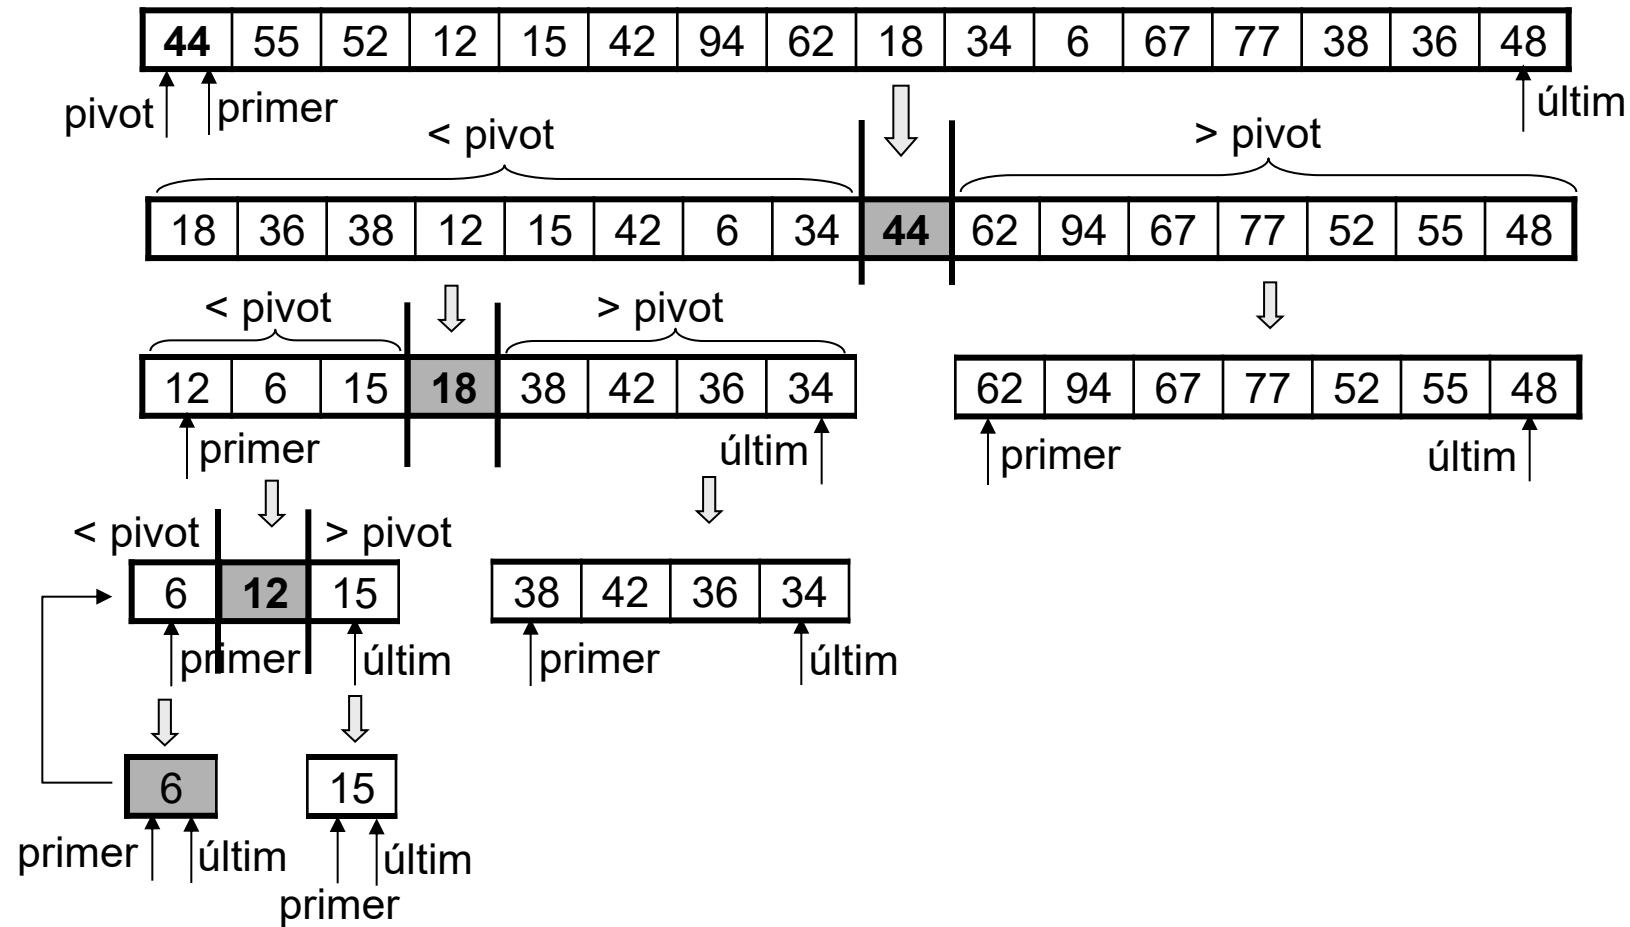 44 55 52 12 15 42 94 62 18 34 6 67 77 38 36 48
pivot primer últim
< pivot > pivot
18 36 38 12 15 42 6 34 44 62 94 67 77 52 55 48
< pivot > pivot
12 6 15 18 38 42 36 34 62 94 67 77 52 55 48
primer últim primer últim
< pivot > pivot
6 12 15 38 42 36 34
primer últim primer últim
6 15
primer últim últim
primer